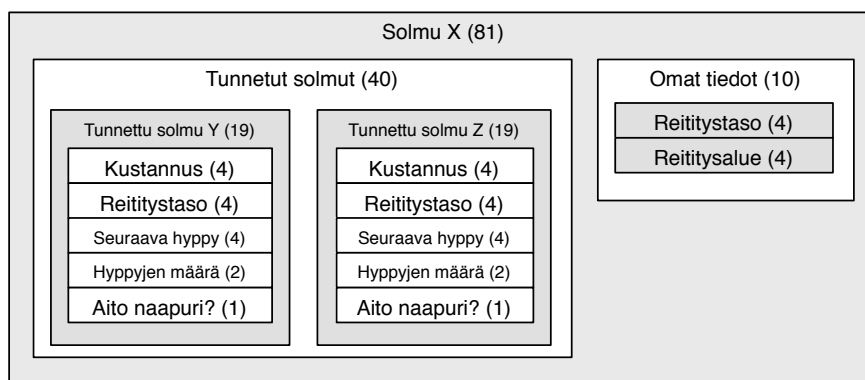 Solmu X (81)
Tunnetut solmut (40)
Tunnettu solmu Y (19)
Kustannus (4)
Reititystaso (4)
Seuraava hyppy (4)
Hyppyjen määrä (2)
Aito naapuri? (1)
Tunnettu solmu Z (19)
Kustannus (4)
Reititystaso (4)
Seuraava hyppy (4)
Hyppyjen määrä (2)
Aito naapuri? (1)
Omat tiedot (10)
Reititystaso (4)
Reititysalue (4)